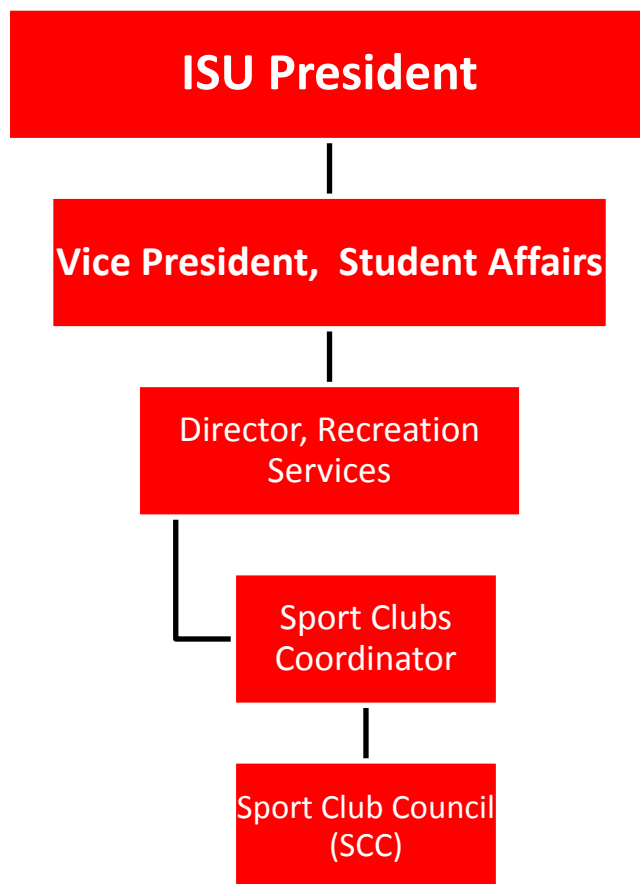 ISU President
Vice President, Student Affairs
Director, Recreation
Services
Sport Clubs
Coordinator
Sport Club Council
(SCC)